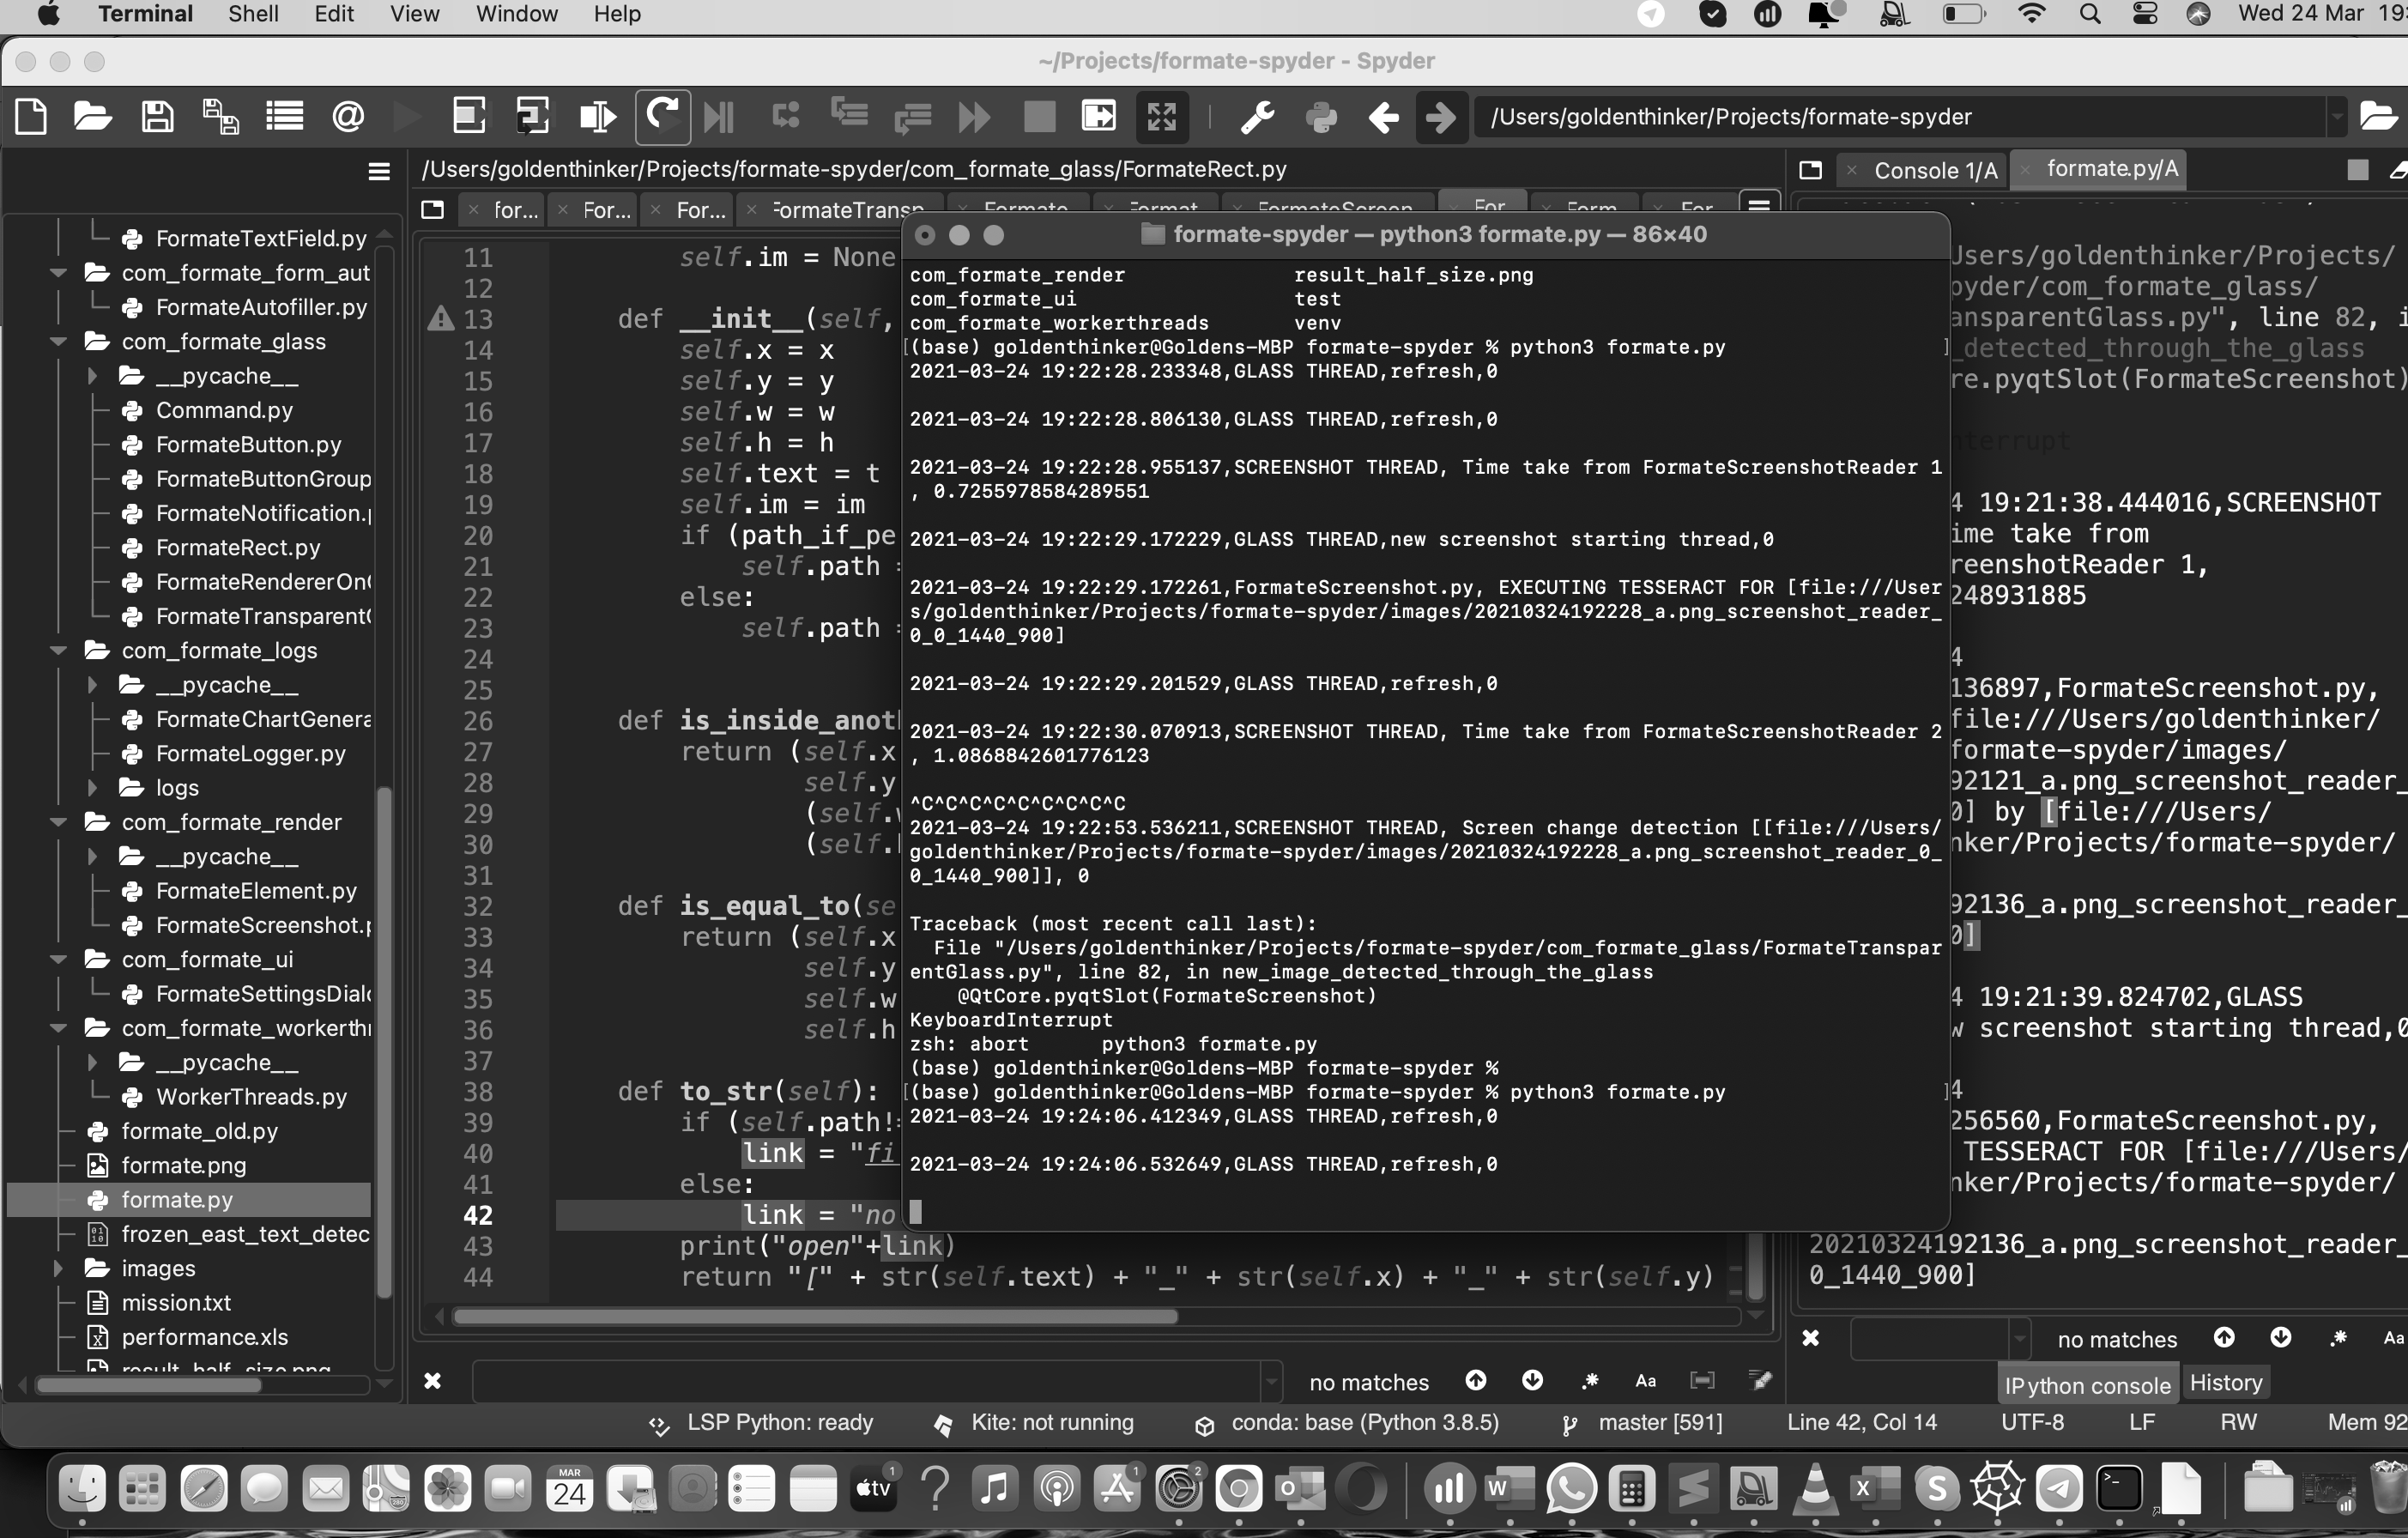 Terminal Shell Edit View Window Help Wed 24 Mar
~/Projects/formate-spyder - Spyder
/Users/goldenthinker/Projects/formate-spyder
/Users/goldenthinker/Projects/formate-spyder/com_formate_glass/FormateRect.py
Console 1/A formate.py/A
for... For... For...
FormateTextField.py
com_formate_form_aut
FormateAutofiller.py
com_formate_glass
__pycache__
Command.py
FormateButton.py
FormateButtonGroup
FormateNotification.
FormateRect.py
FormateRendererOn
FormateTransparent
com_formate_logs
__pycache__
FormateChartGenera
FormateLogger.py
logs
com_formate_render
__pycache__
FormateElement.py
FormateScreenshot.
com_formate_ui
FormateSettingsDial
com_formate_workerth
__pycache__
WorkerThreads.py
formate_old.py
formate.png
formate.py
frozen_east_text_detec
images
mission.txt
performance.xls
result_half_size.png
11 self.im = None
12
13 def __init__(self,
14 self.x = x
15 self.y = y
16 self.w = w
17 self.h = h
18 self.text = t
19 self.im = im
20 if (path_if_pe
21 self.path
22 else:
23 self.path
24
25
26 def is_inside_anot
27 return (self.x
28 self.y
29 (self.
30 (self.
31
32 def is_equal_to(se
33 return (self.x
34 self.y
35 self.w
36 self.h
37
38 def to_str(self):
39 if (self.path!
40 link = "fi
41 else:
42 link = "no
43 print("open"+link)
44 return "[" + str(self.text) + "_" + str(self.x) + "_" + str(self.y)
formate-spyder — python3 formate.py — 86×40
com_formate_render result_half_size.png
com_formate_ui test
com_formate_workerthreads venv
[(base) goldenthinker@Goldens-MBP formate-spyder % python3 formate.py ]
2021-03-24 19:22:28.233348,GLASS THREAD,refresh,0
2021-03-24 19:22:28.806130,GLASS THREAD,refresh,0
2021-03-24 19:22:28.955137,SCREENSHOT THREAD, Time take from FormateScreenshotReader 1
, 0.7255978584289551
2021-03-24 19:22:29.172229,GLASS THREAD,new screenshot starting thread,0
2021-03-24 19:22:29.172261,FormateScreenshot.py, EXECUTING TESSERACT FOR [file:///User
s/goldenthinker/Projects/formate-spyder/images/20210324192228_a.png_screenshot_reader_
0_0_1440_900]
2021-03-24 19:22:29.201529,GLASS THREAD,refresh,0
2021-03-24 19:22:30.070913,SCREENSHOT THREAD, Time take from FormateScreenshotReader 2
, 1.0868842601776123
^C^C^C^C^C^C^C^C^C
2021-03-24 19:22:53.536211,SCREENSHOT THREAD, Screen change detection [[file:///Users/
goldenthinker/Projects/formate-spyder/images/20210324192228_a.png_screenshot_reader_0_
0_1440_900]], 0
Traceback (most recent call last):
File "/Users/goldenthinker/Projects/formate-spyder/com_formate_glass/FormateTranspar
entGlass.py", line 82, in new_image_detected_through_the_glass
@QtCore.pyqtSlot(FormateScreenshot)
KeyboardInterrupt
zsh: abort python3 formate.py
(base) goldenthinker@Goldens-MBP formate-spyder %
[(base) goldenthinker@Goldens-MBP formate-spyder % python3 formate.py ]
2021-03-24 19:24:06.412349,GLASS THREAD,refresh,0
2021-03-24 19:24:06.532649,GLASS THREAD,refresh,0
Users/goldenthinker/Projects/
pyder/com_formate_glass/
ansparentGlass.py", line 82, i
_detected_through_the_glass
re.pyqtSlot(FormateScreenshot)
nterrupt
4 19:21:38.444016,SCREENSHOT
ime take from
reenshotReader 1,
248931885
4
136897,FormateScreenshot.py,
file:///Users/goldenthinker/
formate-spyder/images/
92121_a.png_screenshot_reader_
0] by [file:///Users/
nker/Projects/formate-spyder/
92136_a.png_screenshot_reader_
0]
4 19:21:39.824702,GLASS
w screenshot starting thread,0
4
256560,FormateScreenshot.py,
TESSERACT FOR [file:///Users/
nker/Projects/formate-spyder/
20210324192136_a.png_screenshot_reader_
0_1440_900]
no matches Aa
no matches Aa
IPython console History
LSP Python: ready Kite: not running conda: base (Python 3.8.5) master [591] Line 42, Col 14 UTF-8 LF RW Mem 92
MAR
24
tv
1
1
2